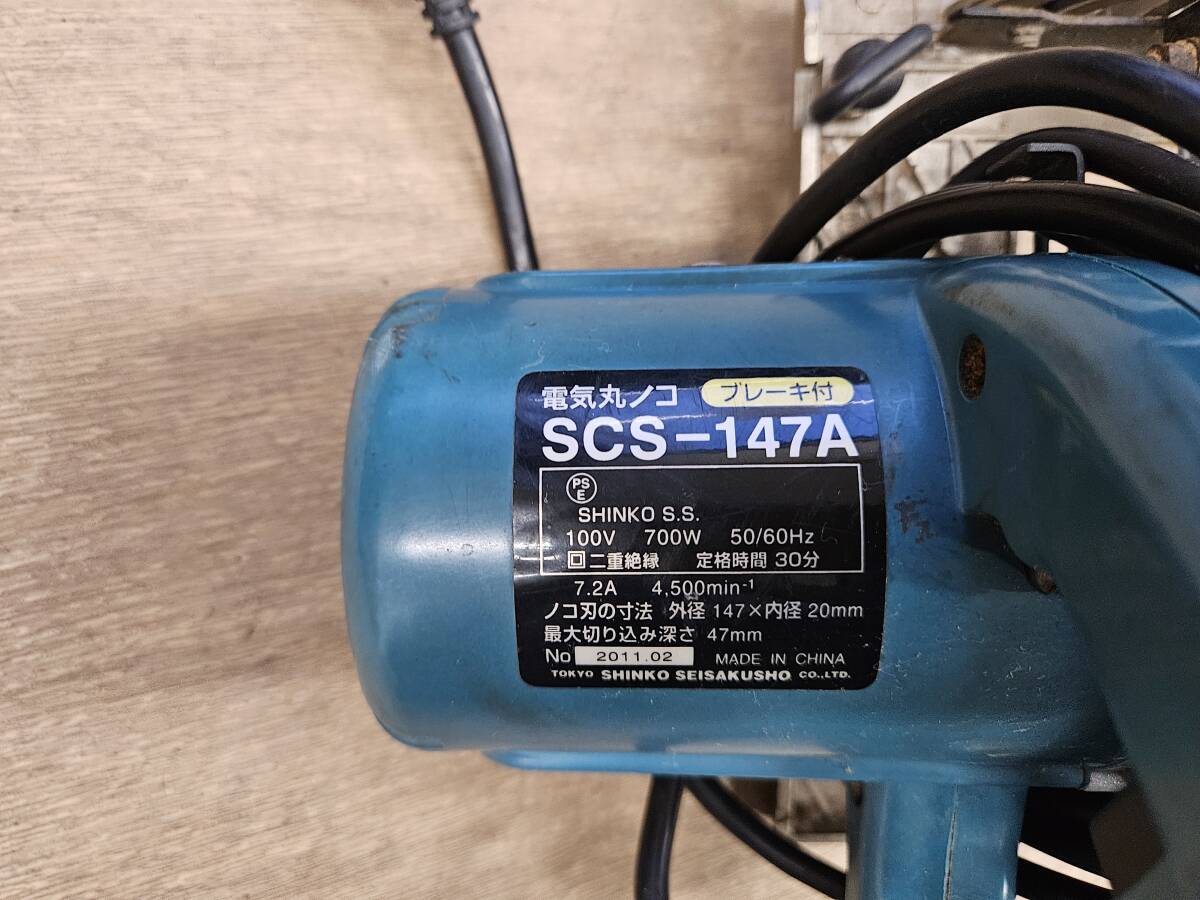 電気丸ノコ ブレーキ付
SCS-147A
PS
E
SHINKO S.S.
100V 700W 50/60Hz
回二重絶縁 定格時間 30分
7.2A 4,500min⁻¹
ノコ刃の寸法 外径 147×内径 20mm
最大切り込み深さ 47mm
No 2011.02 MADE IN CHINA
TOKYO SHINKO SEISAKUSHO CO.,LTD.